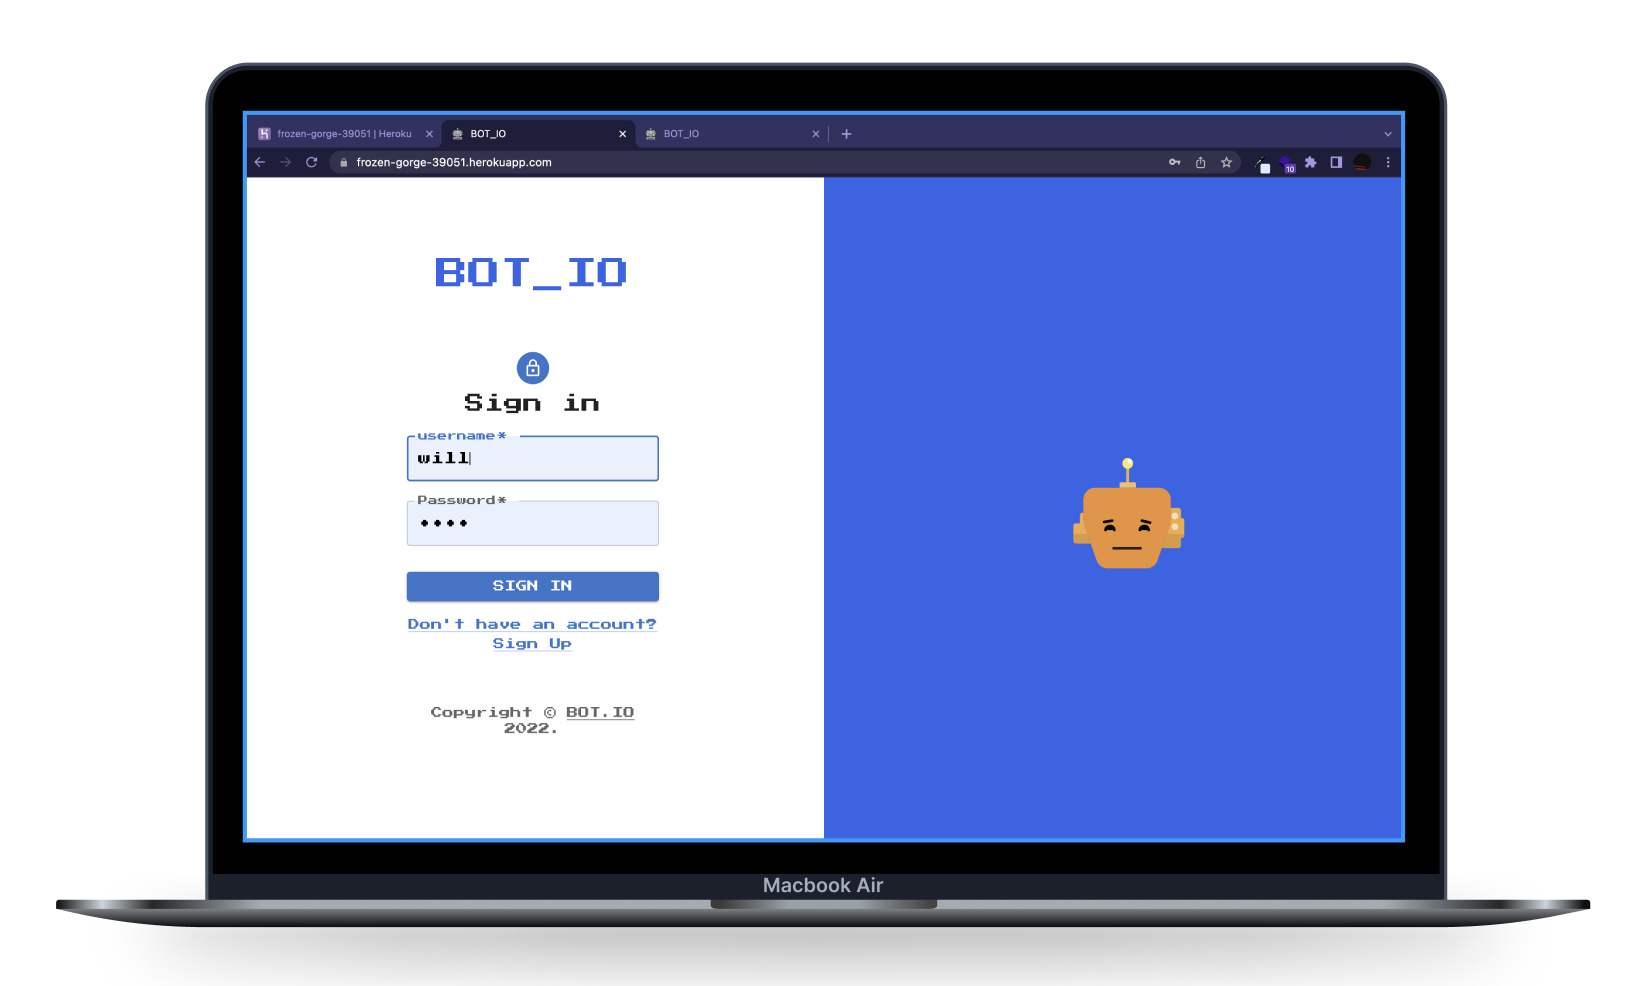 frozen-gorge-39051 | Heroku
BOT_IO
BOT_IO
frozen-gorge-39051.herokuapp.com
10
BOT_IO
Sign in
username*
will
Password*
••••
SIGN IN
Don't have an account?
Sign Up
Copyright © BOT.IO
2022.
Macbook Air